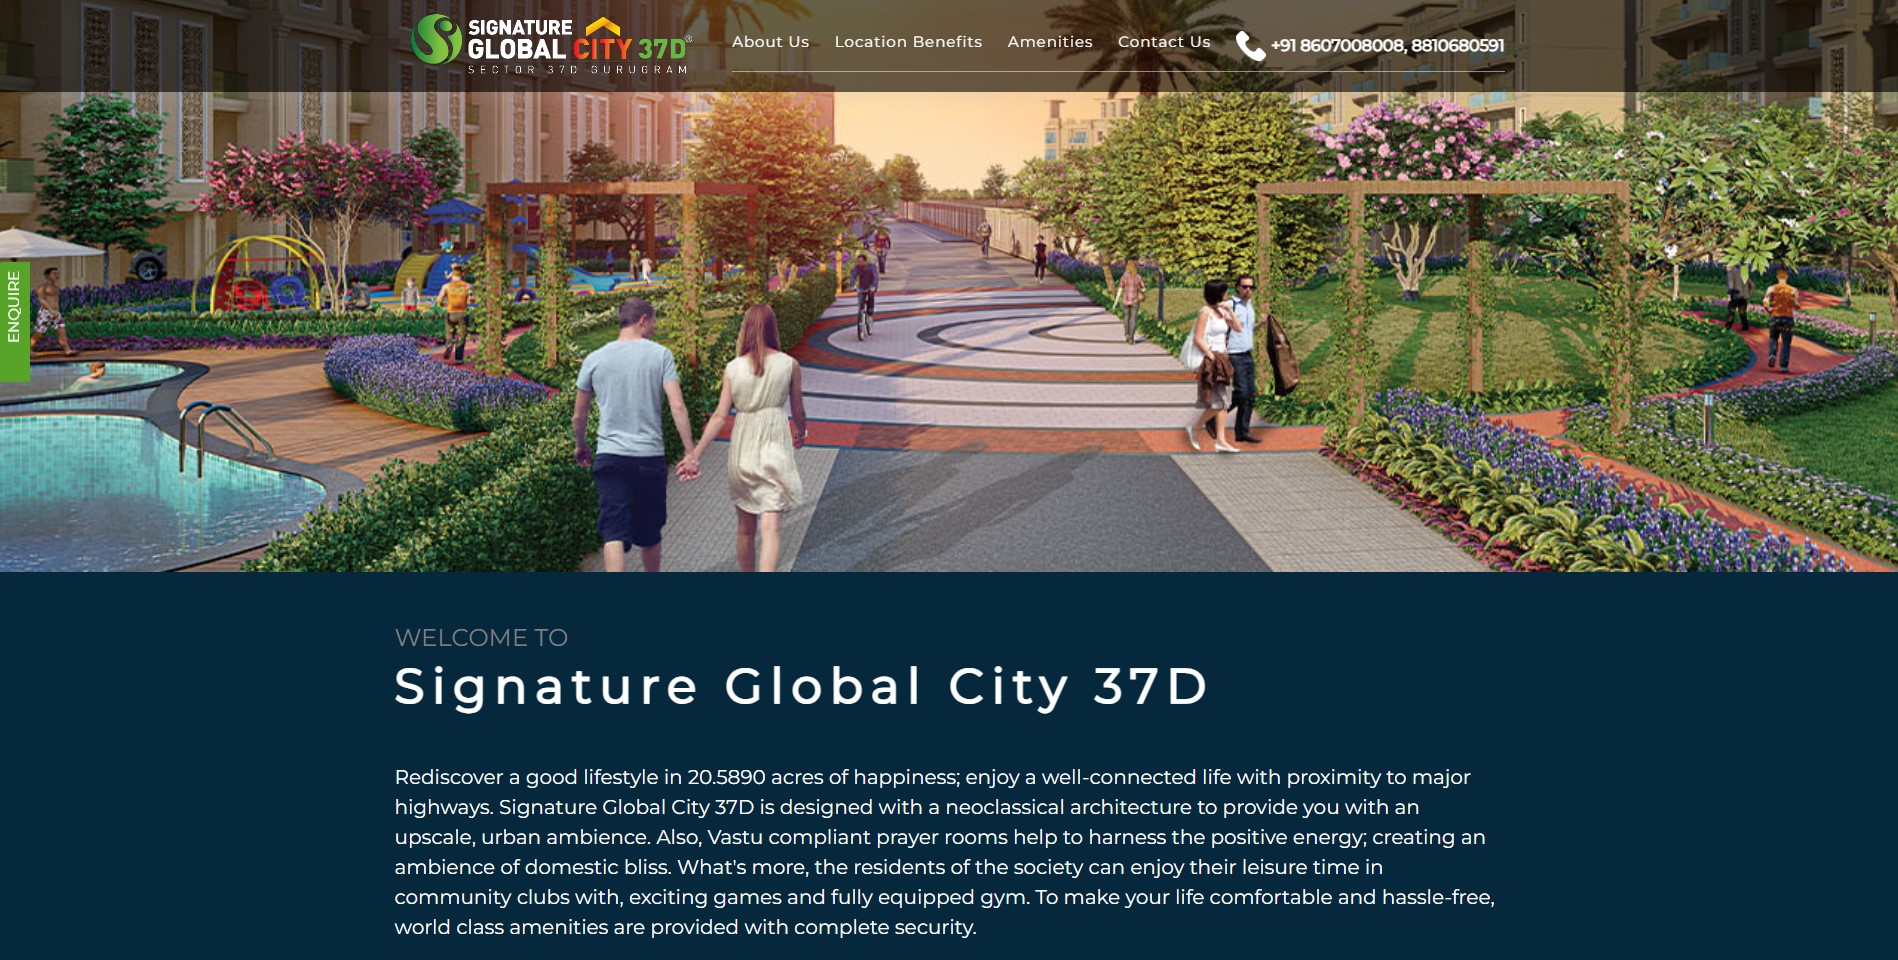 SIGNATURE
GLOBAL CITY 37D®
SECTOR 37D GURUGRAM
About Us
Location Benefits
Amenities
Contact Us
+91 8607008008, 8810680591
ENQUIRE
WELCOME TO
Signature Global City 37D
Rediscover a good lifestyle in 20.5890 acres of happiness; enjoy a well-connected life with proximity to major
highways. Signature Global City 37D is designed with a neoclassical architecture to provide you with an
upscale, urban ambience. Also, Vastu compliant prayer rooms help to harness the positive energy; creating an
ambience of domestic bliss. What's more, the residents of the society can enjoy their leisure time in
community clubs with, exciting games and fully equipped gym. To make your life comfortable and hassle-free,
world class amenities are provided with complete security.